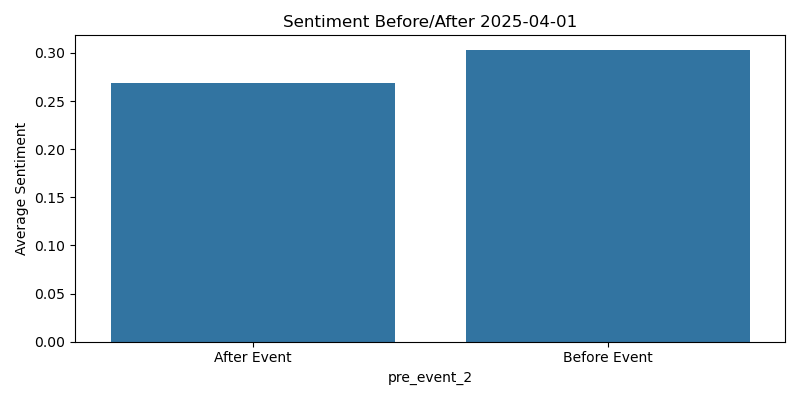 Sentiment Before/After 2025-04-01
Average Sentiment
0.30
0.25
0.20
0.15
0.10
0.05
0.00
After Event
Before Event
pre_event_2